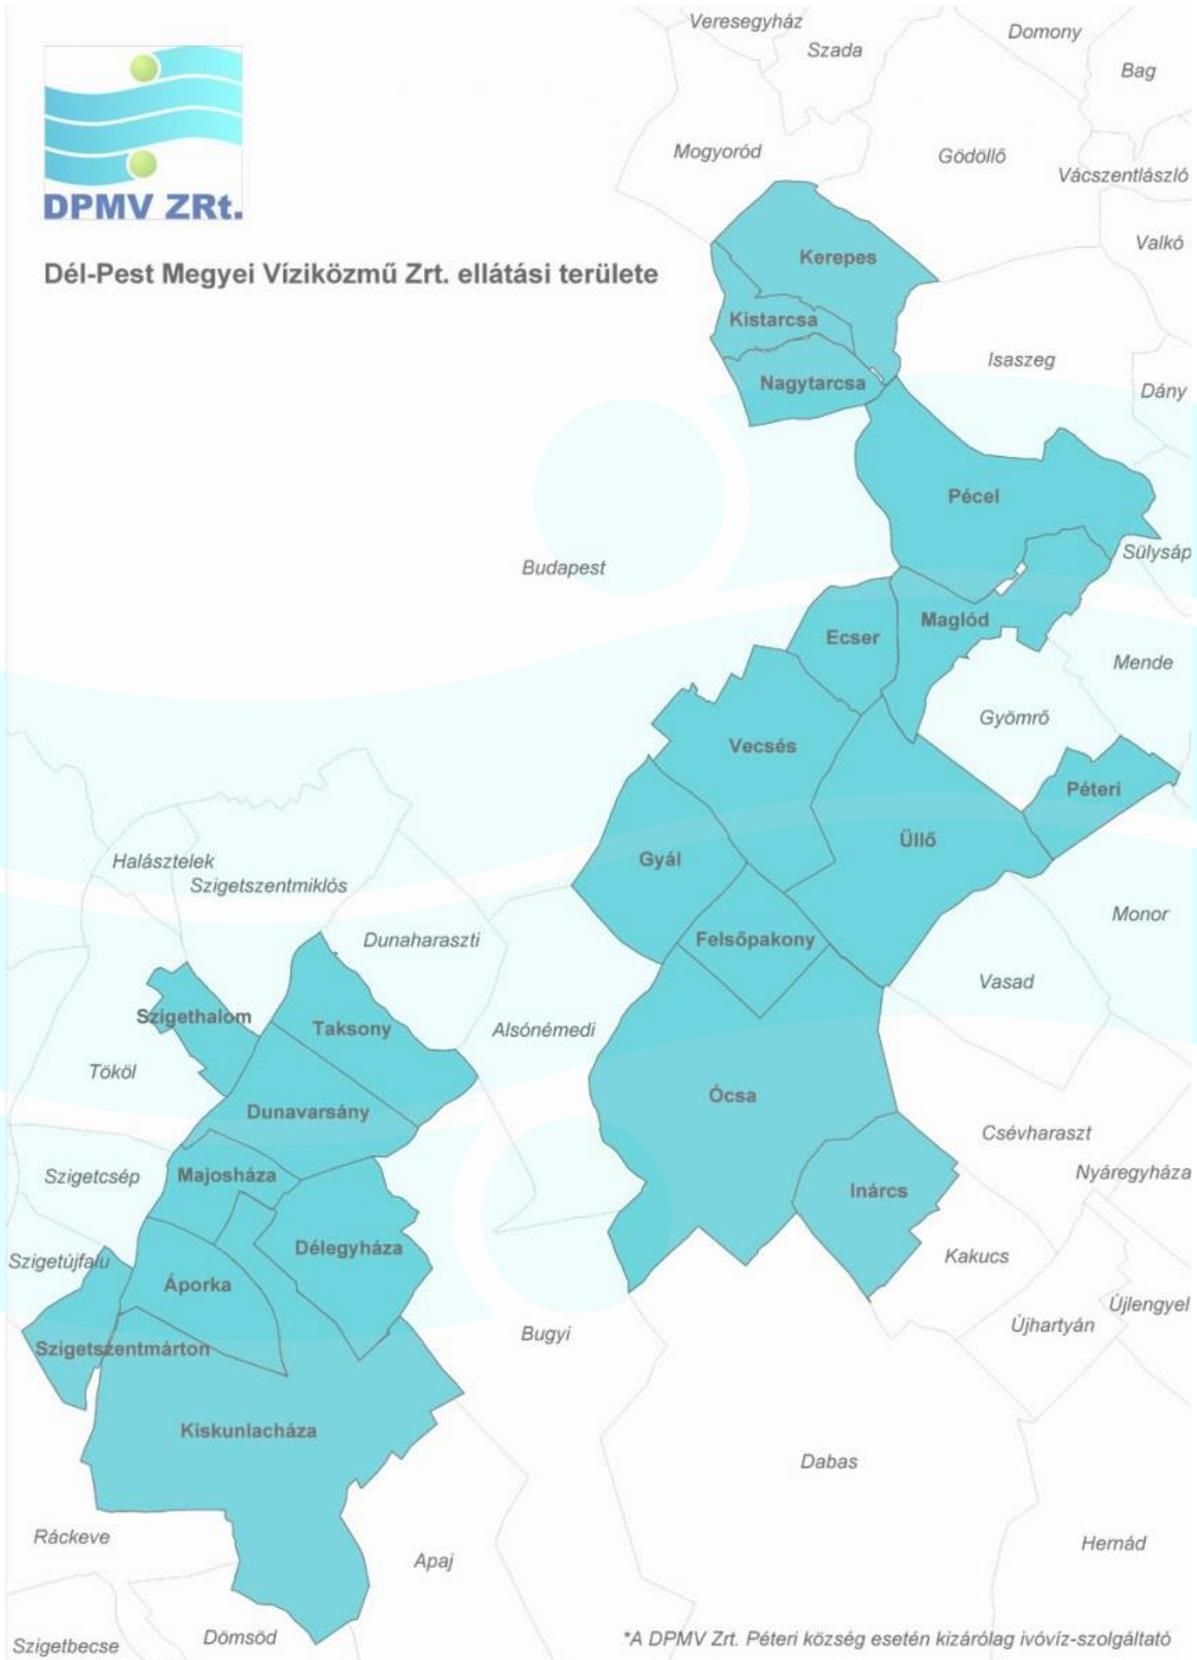 Veresegyház
Szada
Domony
Bag
Mogyoród
Gödöllő
Vácszentlászló
DPMV ZRt.
Valkó
Kerepes
Dél-Pest Megyei Víziközmű Zrt. ellátási területe
Kistarcsa
Isaszeg
Nagytarcsa
Dány
Pécel
Sülysáp
Budapest
Maglód
Ecser
Mende
Gyömrő
Vecsés
Péteri
Üllő
Gyál
Halásztelek
Szigetszentmiklós
Monor
Dunaharaszti
Felsőpakony
Vasad
Szigethalom
Taksony
Alsónémedi
Tököl
Ócsa
Dunavarsány
Csévharaszt
Nyáregyháza
Szigetcsép
Majosháza
Inárcs
Délegyháza
Kakucs
Szigetújfalu
Áporka
Újlengyel
Újhartyán
Bugyi
Szigetszentmárton
Kiskunlacháza
Dabas
Ráckeve
Hernád
Apaj
Dömsöd
Szigetbecse
*A DPMV Zrt. Péteri község esetén kizárólag ivóvíz-szolgáltató